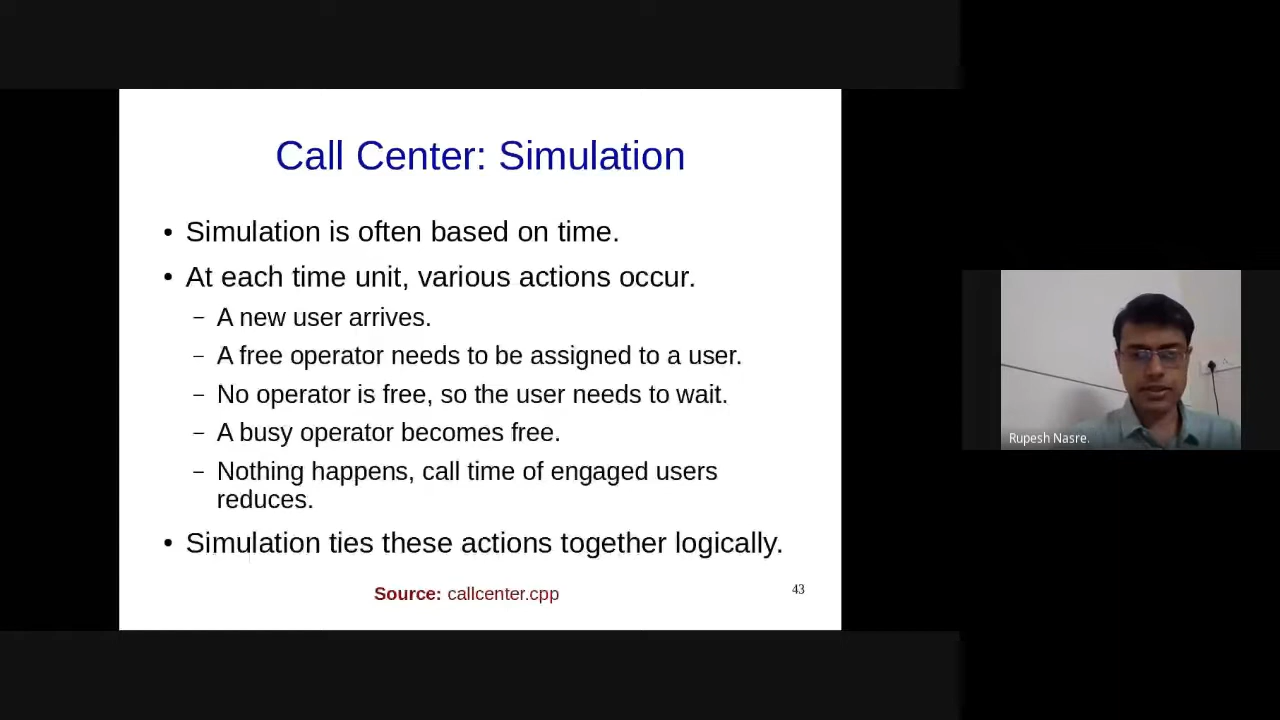 Call Center: Simulation
• Simulation is often based on time.
• At each time unit, various actions occur.
– A new user arrives.
– A free operator needs to be assigned to a user.
– No operator is free, so the user needs to wait.
– A busy operator becomes free.
– Nothing happens, call time of engaged users
reduces.
• Simulation ties these actions together logically.
Source: callcenter.cpp
43
Rupesh Nasre.